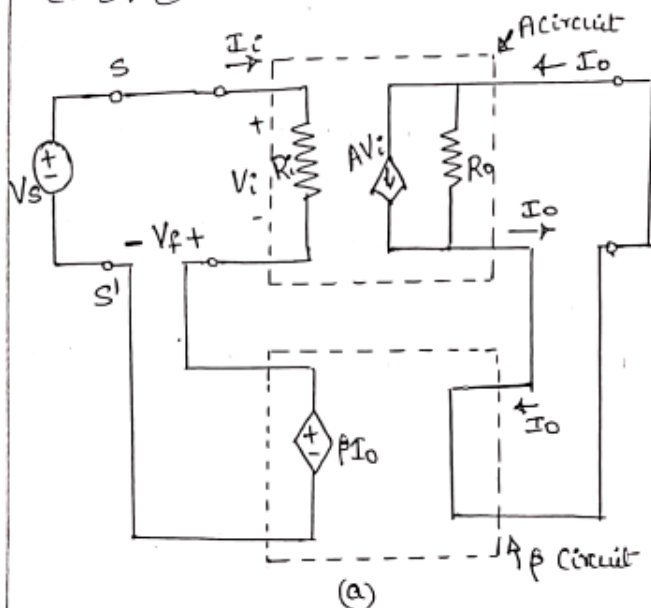 A Circuit
Ii
Io
S
+
Vs
+
-
Vi
Ri
-
AVi
Ro
Io
- Vf +
S'
+
-
βIo
Io
β Circuit
(a)